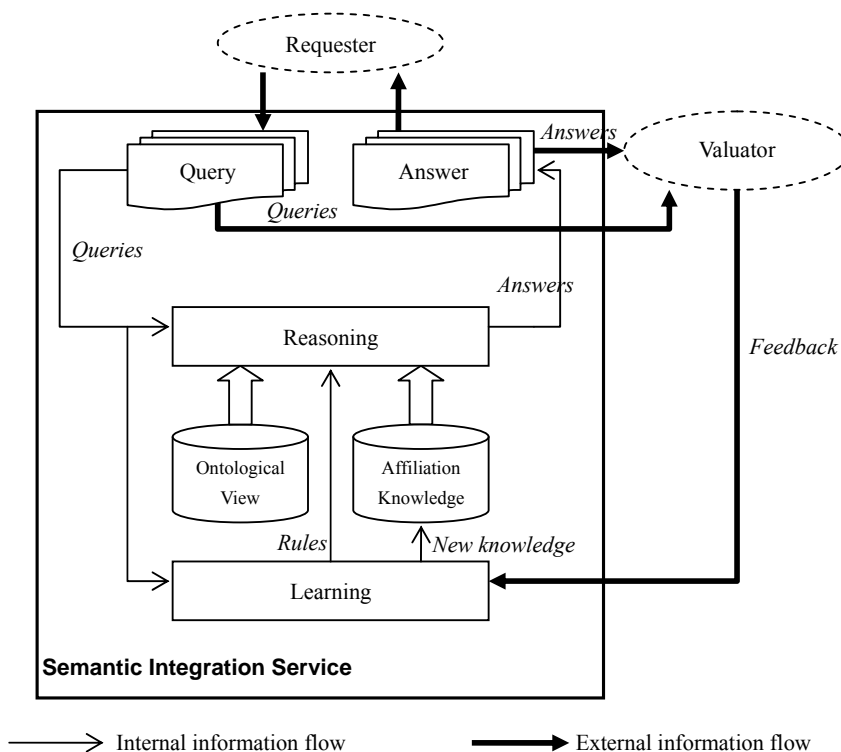 Requester
Answers
Query
Answer
Valuator
Queries
Queries
Answers
Reasoning
Feedback
Ontological
View
Affiliation
Knowledge
Rules
New knowledge
Learning
Semantic Integration Service
Internal information flow
External information flow